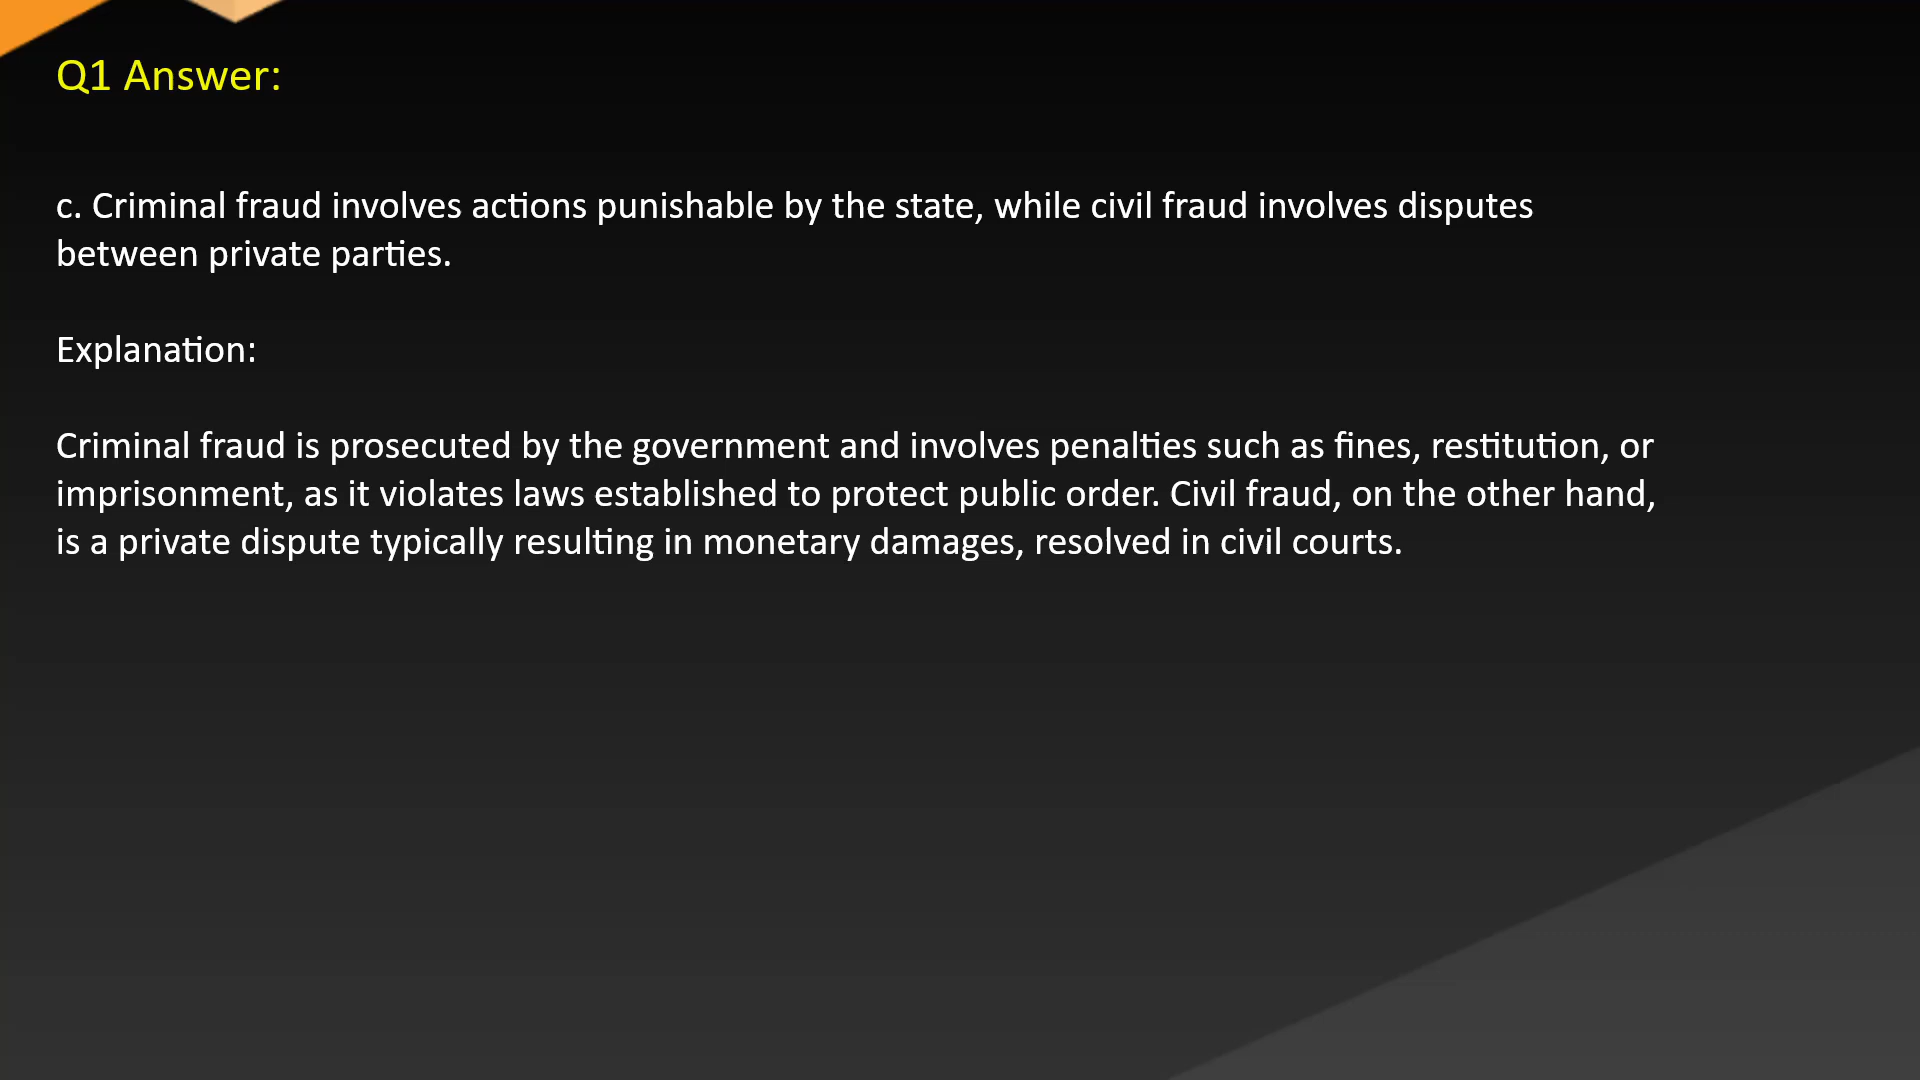 Q1 Answer:
c. Criminal fraud involves actions punishable by the state, while civil fraud involves disputes
between private parties.
Explanation:
Criminal fraud is prosecuted by the government and involves penalties such as fines, restitution, or
imprisonment, as it violates laws established to protect public order. Civil fraud, on the other hand,
is a private dispute typically resulting in monetary damages, resolved in civil courts.